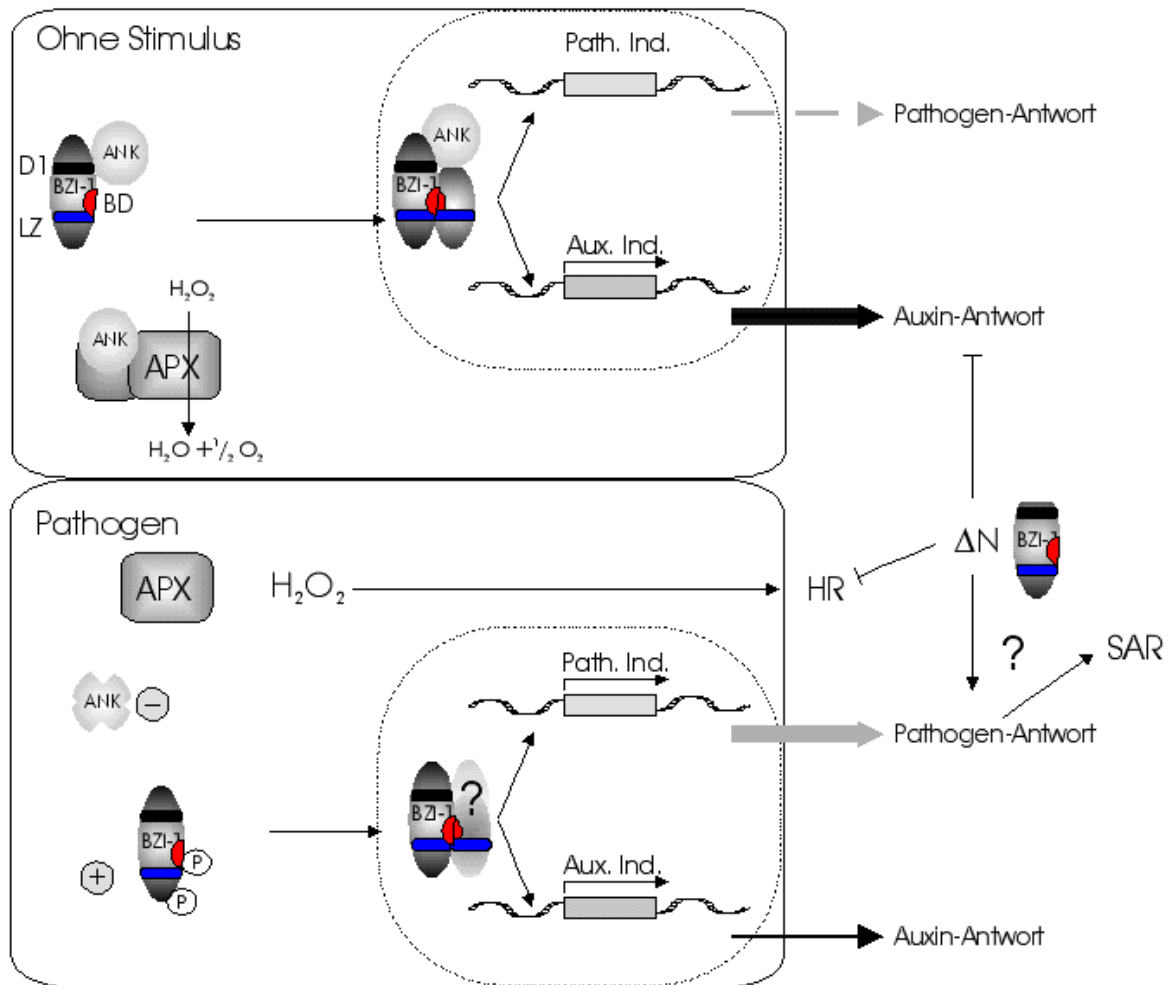 Ohne Stimulus
Path. Ind.
Pathogen-Antwort
ANK
D1
BZI-1
BD
LZ
ANK
BZI-1
Aux. Ind.
Auxin-Antwort
H₂O₂
ANK
APX
H₂O + ¹/₂ O₂
Pathogen
APX
H₂O₂
HR
ΔN
BZI-1
?
SAR
ANK
−
Path. Ind.
Pathogen-Antwort
BZI-1
?
BZI-1
P
+
P
Aux. Ind.
Auxin-Antwort